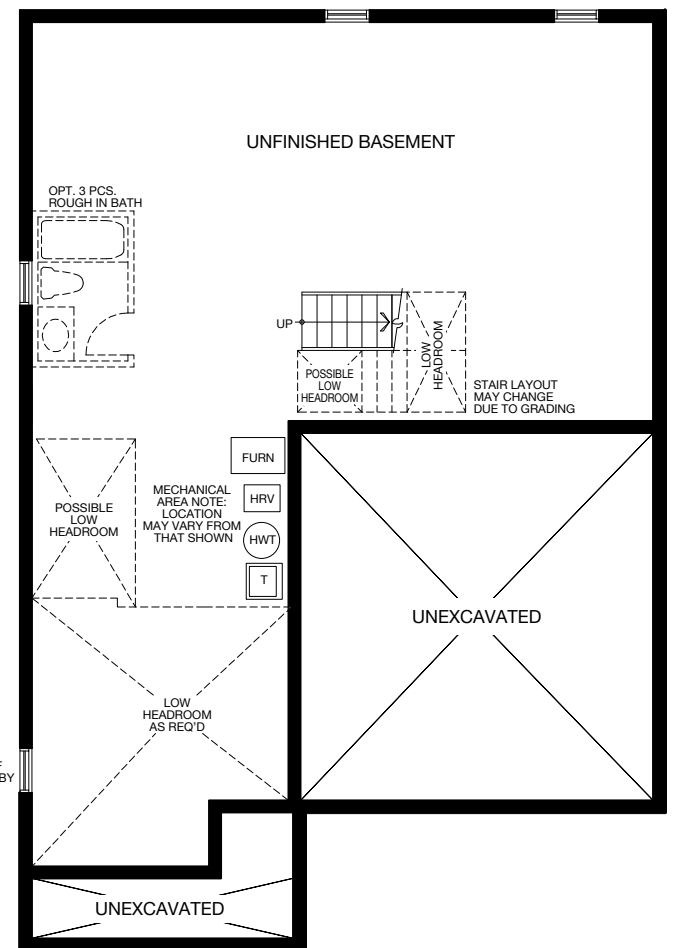 UNFINISHED BASEMENT
OPT. 3 PCS.
ROUGH IN BATH
UP
POSSIBLE
LOW
HEADROOM
LOW
HEADROOM
STAIR LAYOUT
MAY CHANGE
DUE TO GRADING
FURN
HRV
HWT
T
MECHANICAL
AREA NOTE:
LOCATION
MAY VARY FROM
THAT SHOWN
POSSIBLE
LOW
HEADROOM
UNEXCAVATED
LOW
HEADROOM
AS REQ'D
BY
UNEXCAVATED